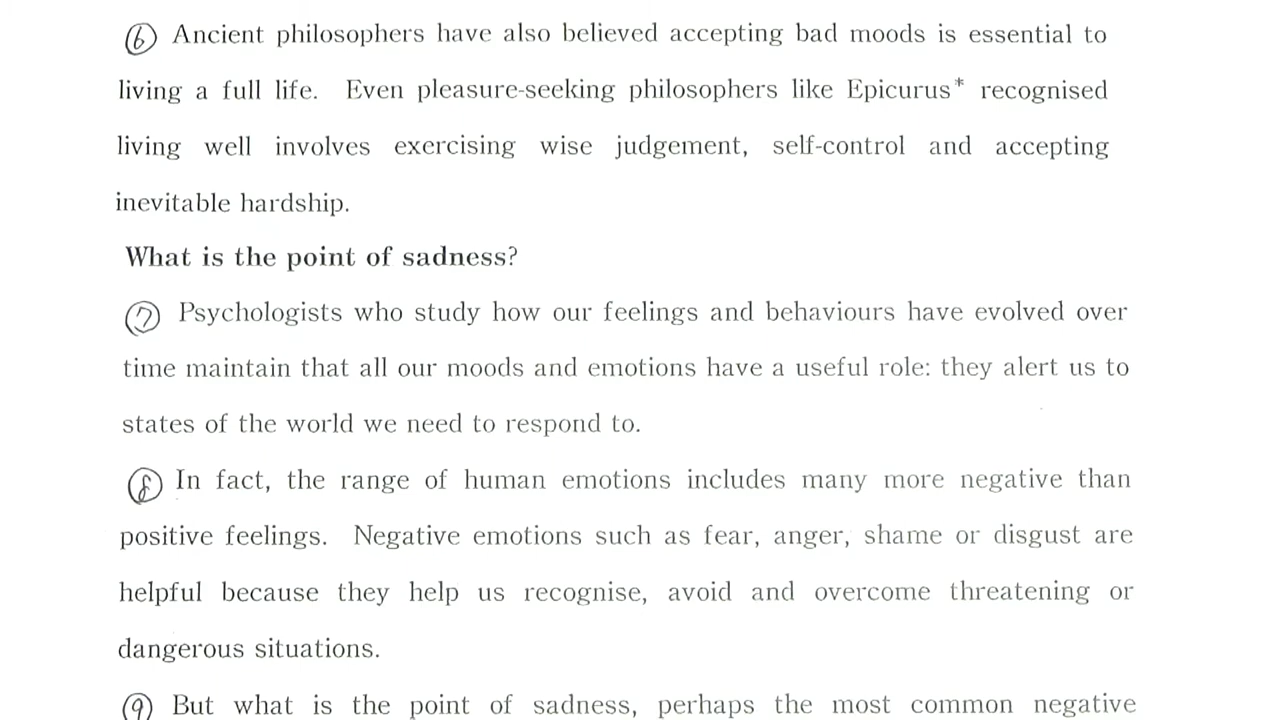 ⑥ Ancient philosophers have also believed accepting bad moods is essential to
living a full life. Even pleasure-seeking philosophers like Epicurus* recognised
living well involves exercising wise judgement, self-control and accepting
inevitable hardship.
What is the point of sadness?
⑦ Psychologists who study how our feelings and behaviours have evolved over
time maintain that all our moods and emotions have a useful role: they alert us to
states of the world we need to respond to.
⑧ In fact, the range of human emotions includes many more negative than
positive feelings. Negative emotions such as fear, anger, shame or disgust are
helpful because they help us recognise, avoid and overcome threatening or
dangerous situations.
⑨ But what is the point of sadness, perhaps the most common negative